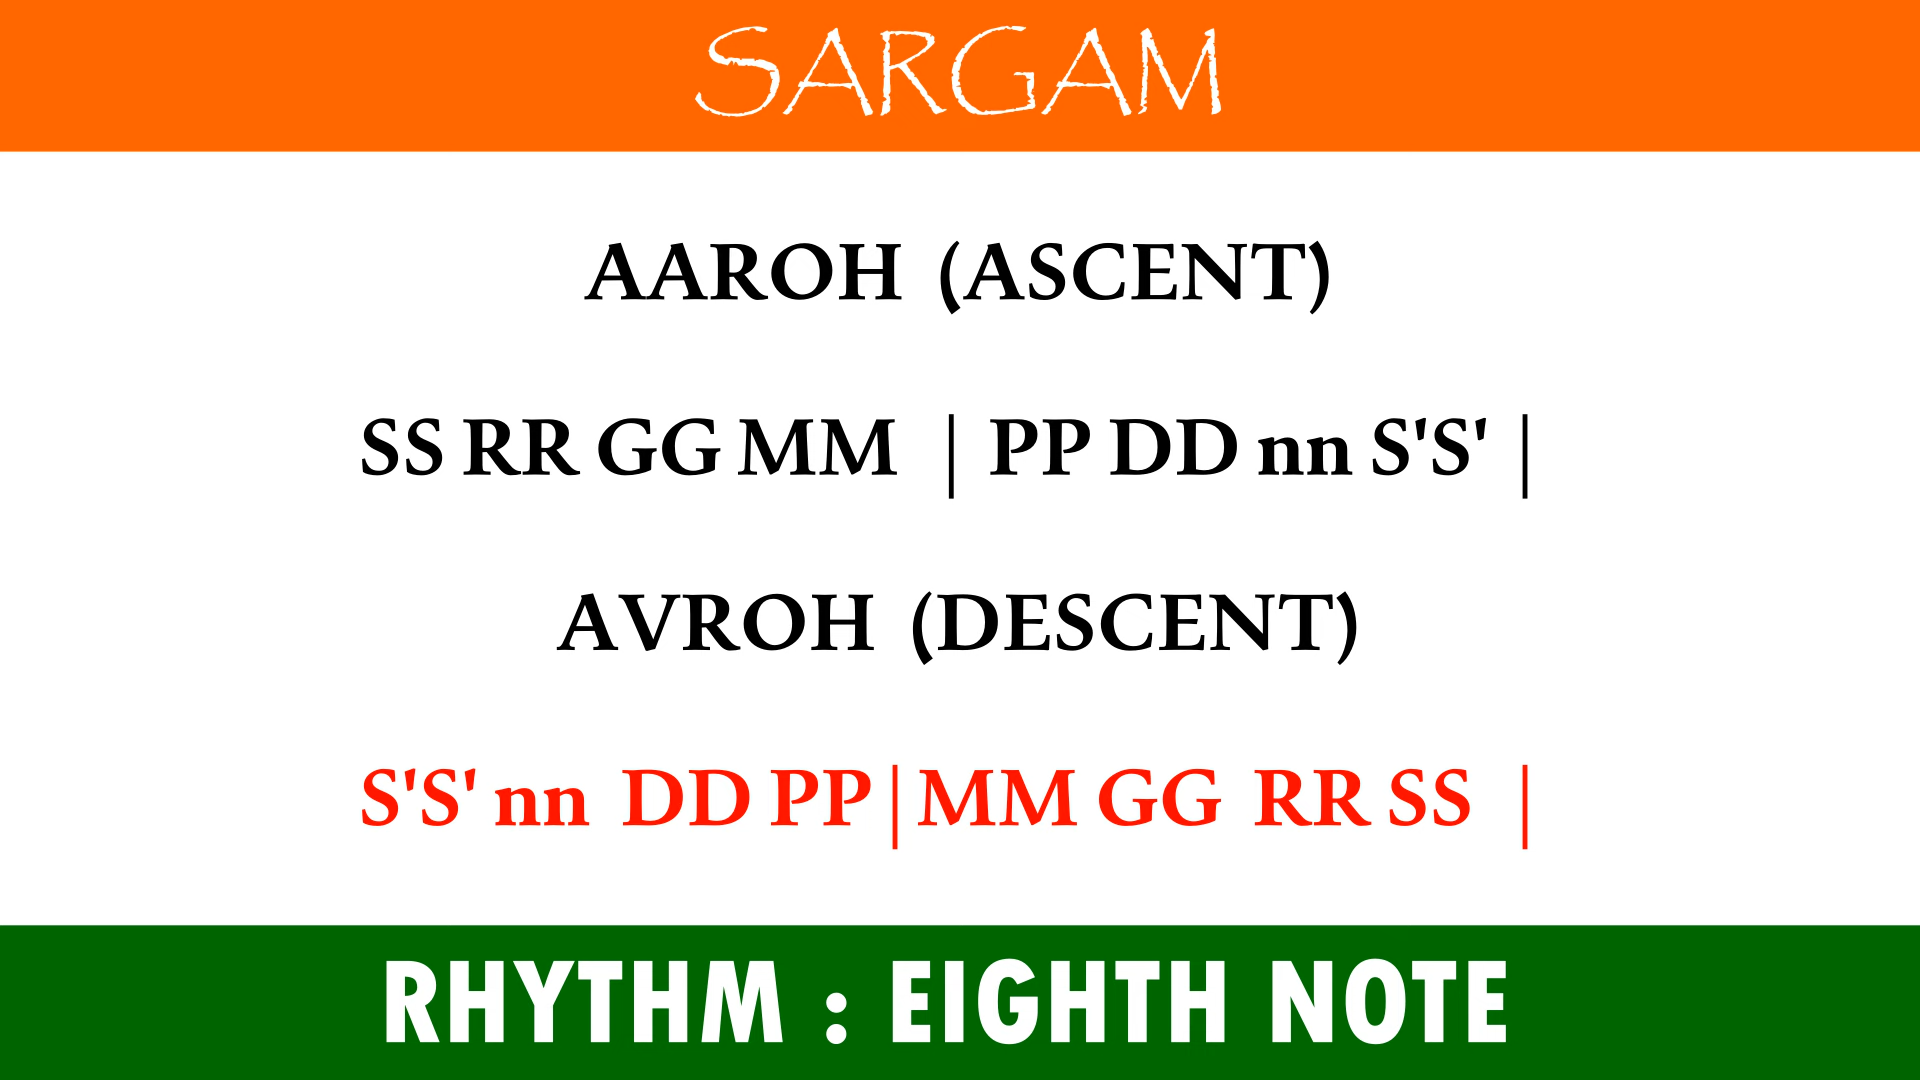 SARGAM
AAROH (ASCENT)
SS RR GG MM | PP DD nn S'S' |
AVROH (DESCENT)
S'S' nn DD PP | MM GG RR SS |
RHYTHM : EIGHTH NOTE